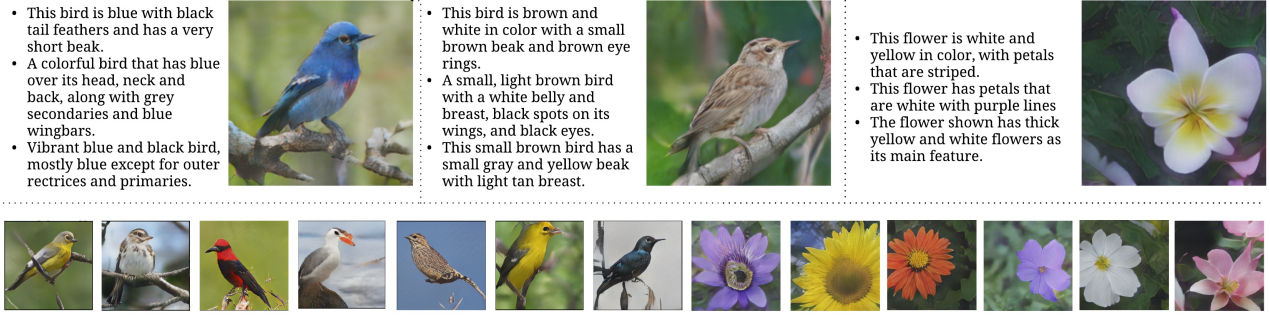 • This bird is blue with black
tail feathers and has a very
short beak.
• A colorful bird that has blue
over its head, neck and
back, along with grey
secondaries and blue
wingbars.
• Vibrant blue and black bird,
mostly blue except for outer
rectrices and primaries.
• This bird is brown and
white in color with a small
brown beak and brown eye
rings.
• A small, light brown bird
with a white belly and
breast, black spots on its
wings, and black eyes.
• This small brown bird has a
small gray and yellow beak
with light tan breast.
• This flower is white and
yellow in color, with petals
that are striped.
• This flower has petals that
are white with purple lines
• The flower shown has thick
yellow and white flowers as
its main feature.